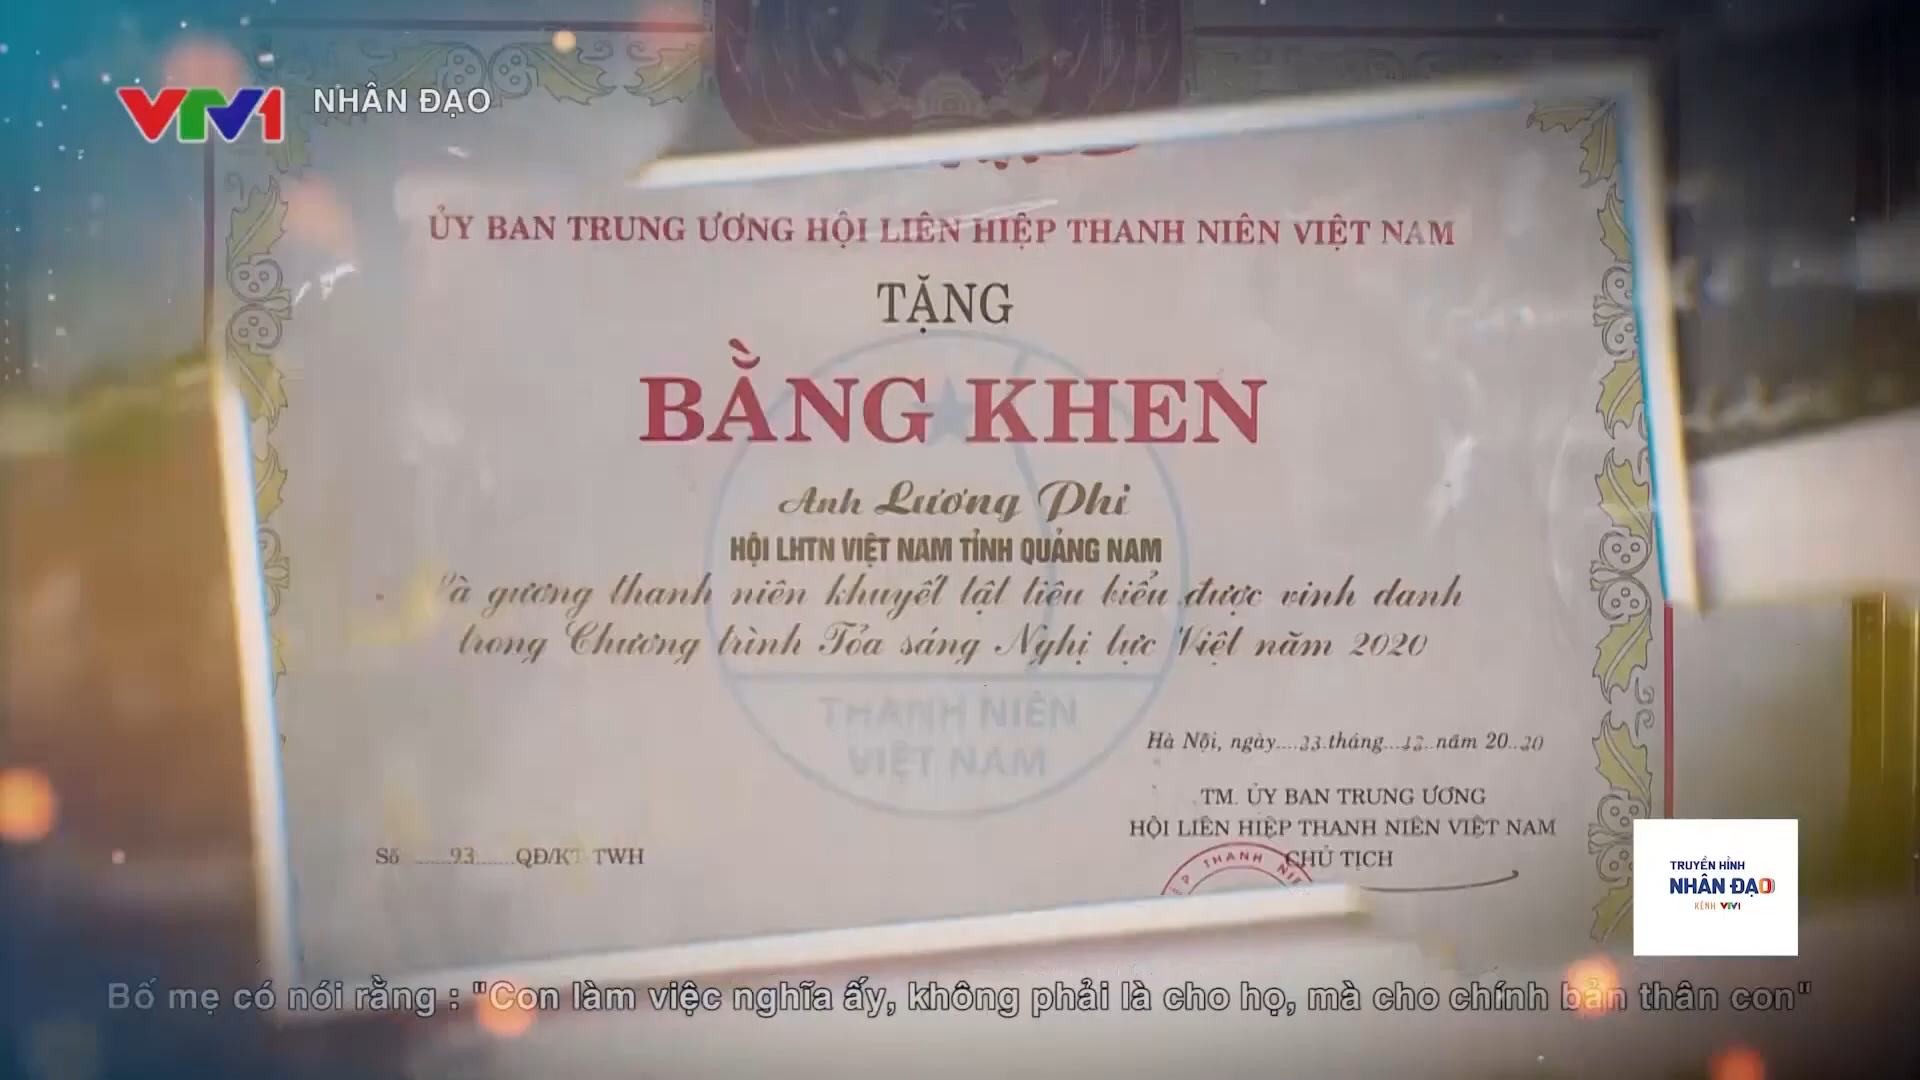 VTV1 NHÂN ĐẠO
ỦY BAN TRUNG ƯƠNG HỘI LIÊN HIỆP THANH NIÊN VIỆT NAM
TẶNG
BẰNG KHEN
Anh Lương Phi
HỘI LHTN VIỆT NAM TỈNH QUẢNG NAM
Là gương thanh niên khuyết tật tiêu biểu được vinh danh
trong Chương trình Tỏa sáng Nghị lực Việt năm 2020
THANH NIÊN
VIỆT NAM
Hà Nội, ngày....23.tháng...12..năm 20..20
TM. ỦY BAN TRUNG ƯƠNG
HỘI LIÊN HIỆP THANH NIÊN VIỆT NAM
CHỦ TỊCH
Số ......93......QĐ/KT TWH
TRUYỀN HÌNH
NHÂN ĐẠO
KÊNH VTV1
Bố mẹ có nói rằng : "Con làm việc nghĩa ấy, không phải là cho họ, mà cho chính bản thân con"